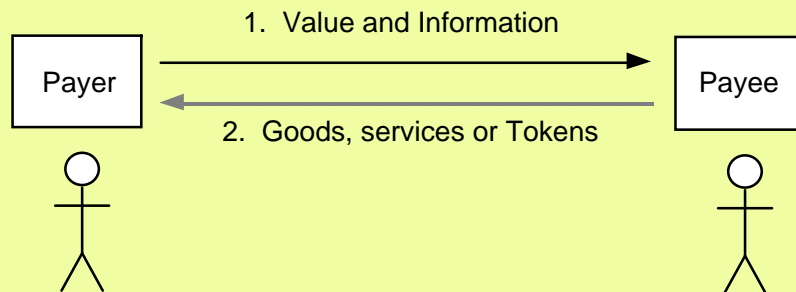 1. Value and Information
Payer
Payee
2. Goods, services or Tokens